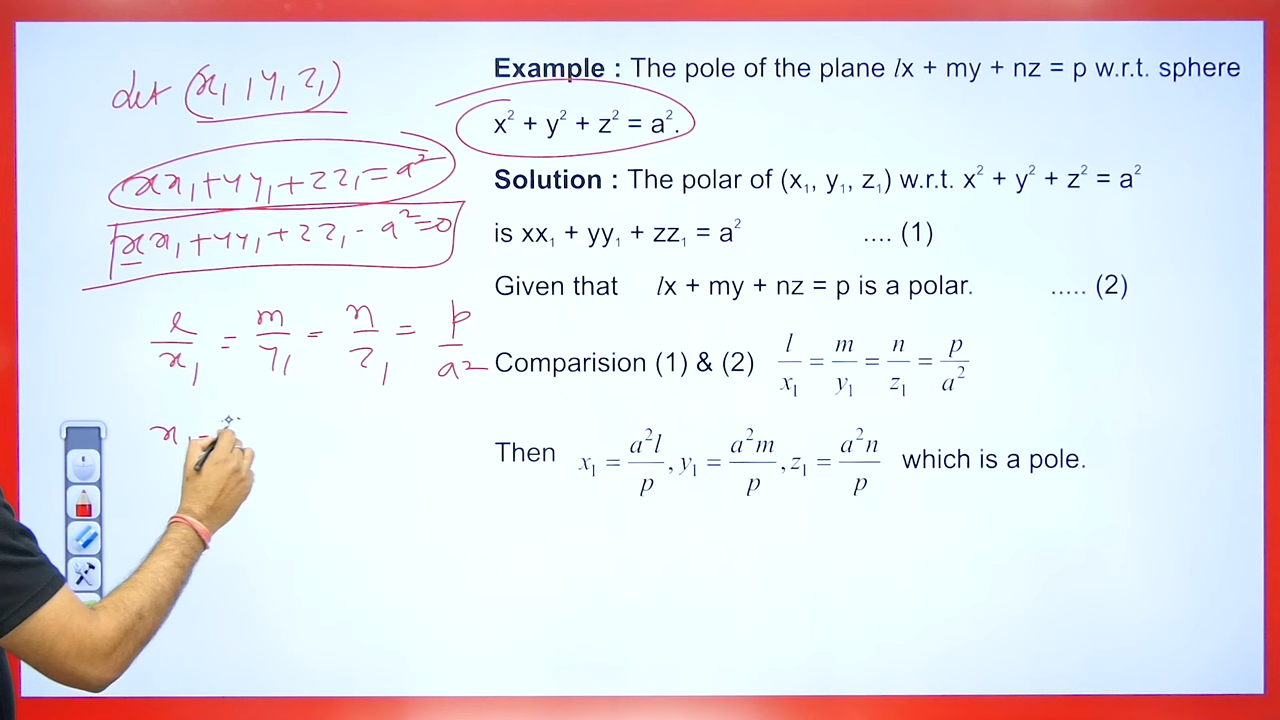 Let (x₁, y₁, z₁)
xx₁ + yy₁ + zz₁ = a²
xx₁ + yy₁ + zz₁ - a² = 0
l/x₁ = m/y₁ = n/z₁ = p/a²
x₁ =
Example : The pole of the plane lx + my + nz = p w.r.t. sphere
x² + y² + z² = a².
Solution : The polar of (x₁, y₁, z₁) w.r.t. x² + y² + z² = a²
is xx₁ + yy₁ + zz₁ = a² .... (1)
Given that lx + my + nz = p is a polar. ..... (2)
Comparision (1) & (2) l/x₁ = m/y₁ = n/z₁ = p/a²
Then x₁ = a²l/p, y₁ = a²m/p, z₁ = a²n/p which is a pole.